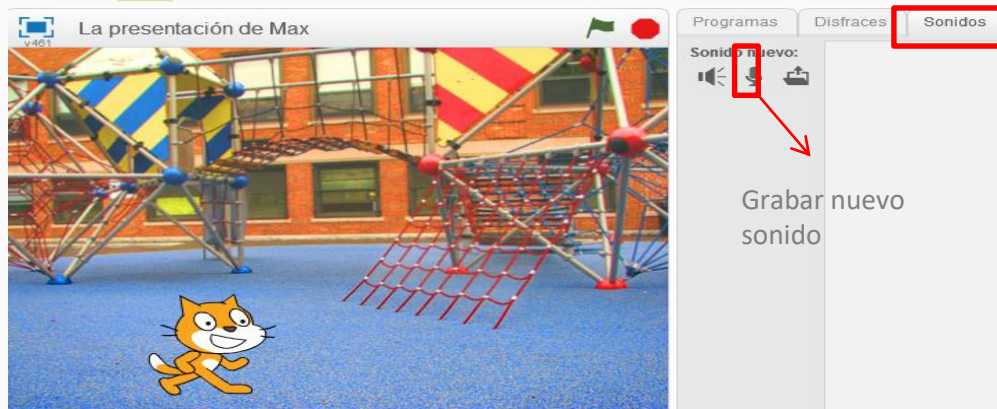 La presentación de Max
v461
Programas
Disfraces
Sonidos
Sonido nuevo:
Grabar nuevo
sonido